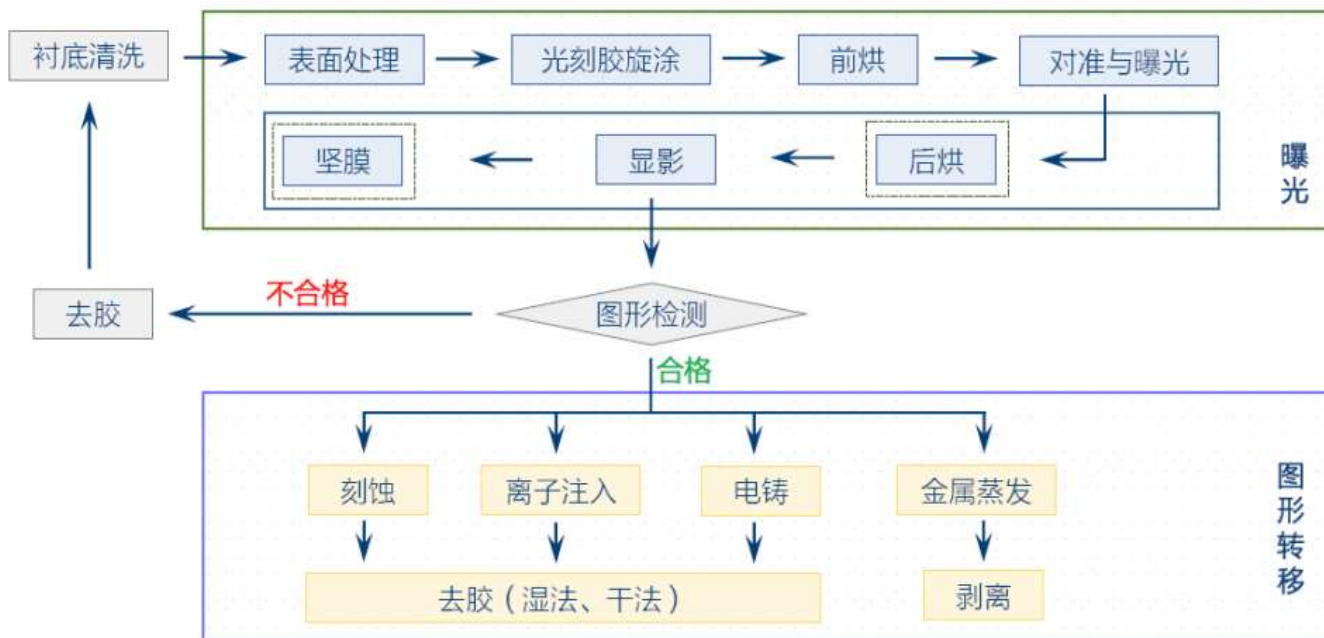 衬底清洗
表面处理
光刻胶旋涂
前烘
对准与曝光
坚膜
显影
后烘
曝光
去胶
不合格
图形检测
合格
刻蚀
离子注入
电铸
金属蒸发
去胶（湿法、干法）
剥离
图形转移